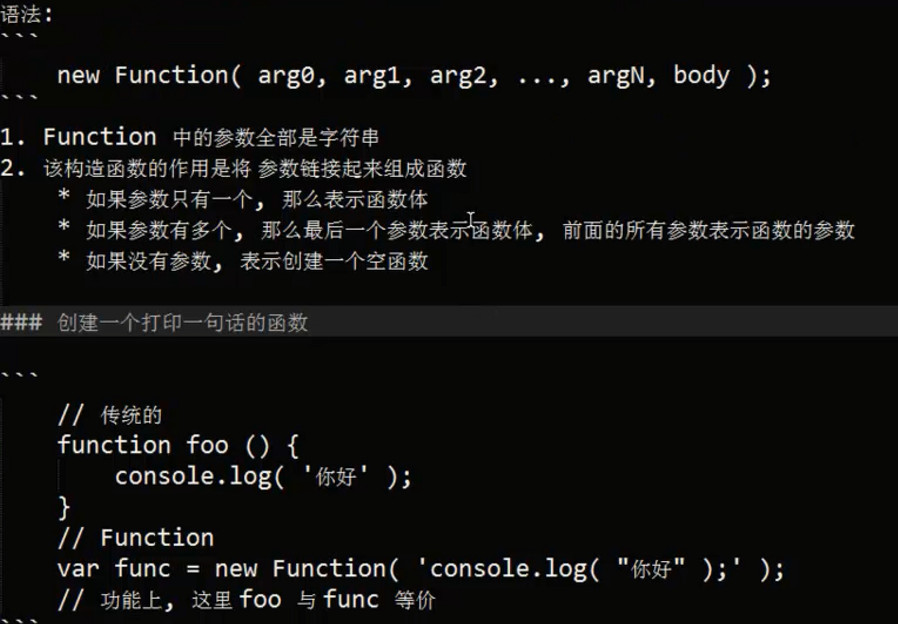 语法:
```
new Function( arg0, arg1, arg2, ..., argN, body );
```
1. Function 中的参数全部是字符串
2. 该构造函数的作用是将 参数链接起来组成函数
* 如果参数只有一个, 那么表示函数体
* 如果参数有多个, 那么最后一个参数表示函数体, 前面的所有参数表示函数的参数
* 如果没有参数, 表示创建一个空函数
### 创建一个打印一句话的函数
```
// 传统的
function foo () {
console.log( '你好' );
}
// Function
var func = new Function( 'console.log( "你好" );' );
// 功能上, 这里 foo 与 func 等价
```